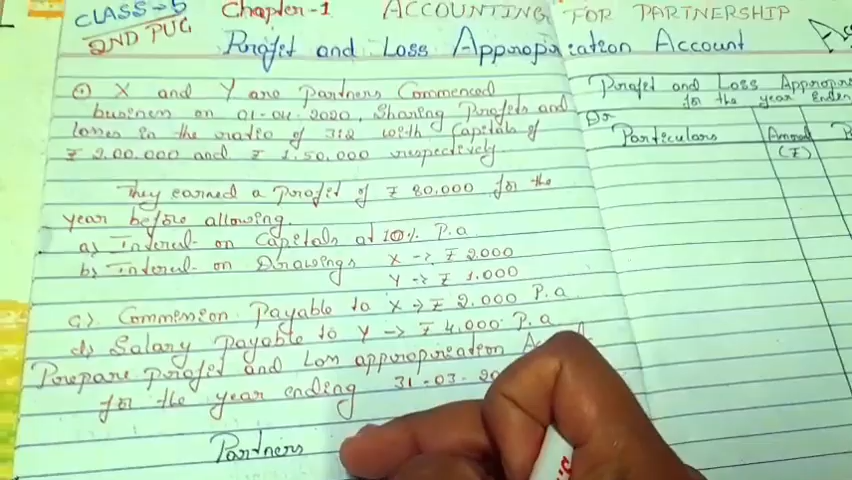 CLASS-5
2ND PUC
Chapter-1 ACCOUNTING FOR PARTNERSHIP
Profit and Loss Appropriation Account
X and Y are Partners Commenced
business on 01-04-2020, Sharing Profits and
losses in the ratio of 3:2 with Capitals of
₹ 2,00,000 and ₹ 1,50,000 respectively
They earned a Profit of ₹ 80,000 for the
year before allowing
a) Interest on Capitals at 10% P.a
b) Interest on Drawings X → ₹ 2,000
Y → ₹ 1,000
c) Commission Payable to X → ₹ 2,000 P.a
d) Salary Payable to Y → ₹ 4,000 P.a
Prepare profit and Loss appropriation
for the year ending 31-03-20
Partners
Profit and Loss Appropr
for the year ended
Dr
Particulars Amount
(₹)